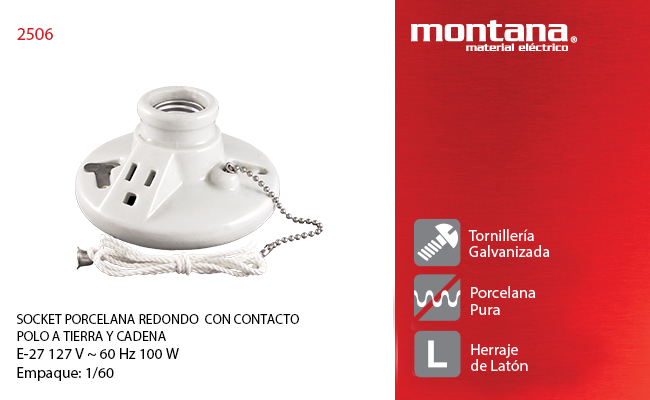 2506
SOCKET PORCELANA REDONDO CON CONTACTO
POLO A TIERRA Y CADENA
E-27 127 V ~ 60 Hz 100 W
Empaque: 1/60
montana®
material eléctrico
Tornillería
Galvanizada
Porcelana
Pura
L
Herraje
de Latón